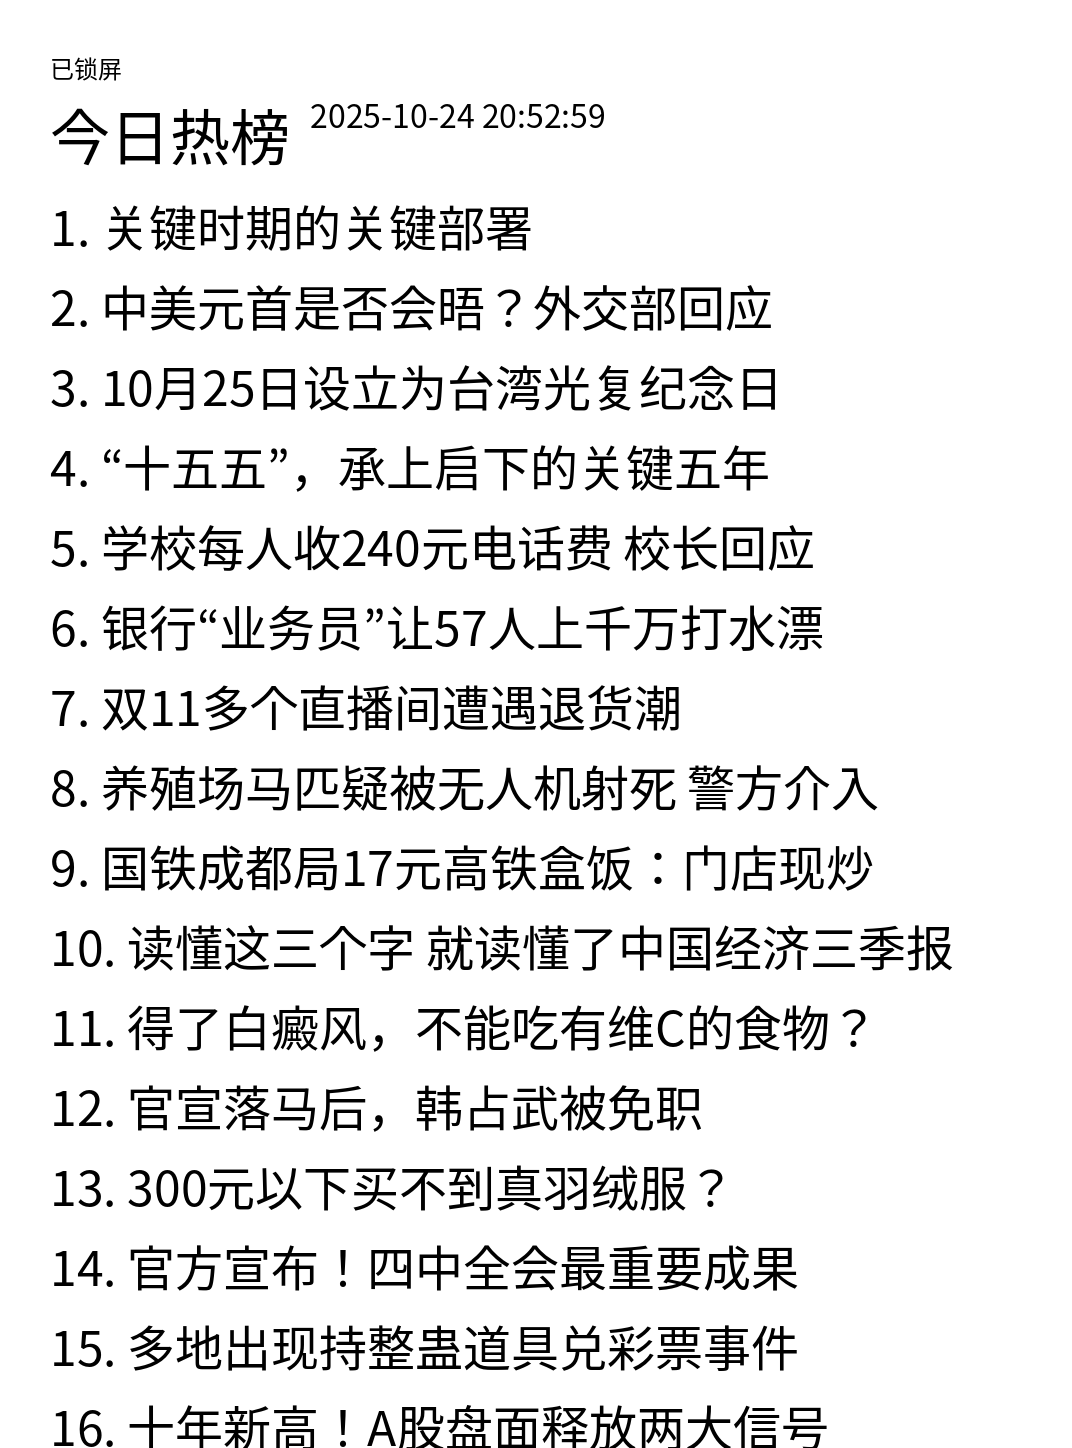 已锁屏
今日热榜 2025-10-24 20:52:59
1. 关键时期的关键部署
2. 中美元首是否会晤？外交部回应
3. 10月25日设立为台湾光复纪念日
4. “十五五”，承上启下的关键五年
5. 学校每人收240元电话费 校长回应
6. 银行“业务员”让57人上千万打水漂
7. 双11多个直播间遭遇退货潮
8. 养殖场马匹疑被无人机射死 警方介入
9. 国铁成都局17元高铁盒饭：门店现炒
10. 读懂这三个字 就读懂了中国经济三季报
11. 得了白癜风，不能吃有维C的食物？
12. 官宣落马后，韩占武被免职
13. 300元以下买不到真羽绒服？
14. 官方宣布！四中全会最重要成果
15. 多地出现持整蛊道具兑彩票事件
16. 十年新高！A股盘面释放两大信号